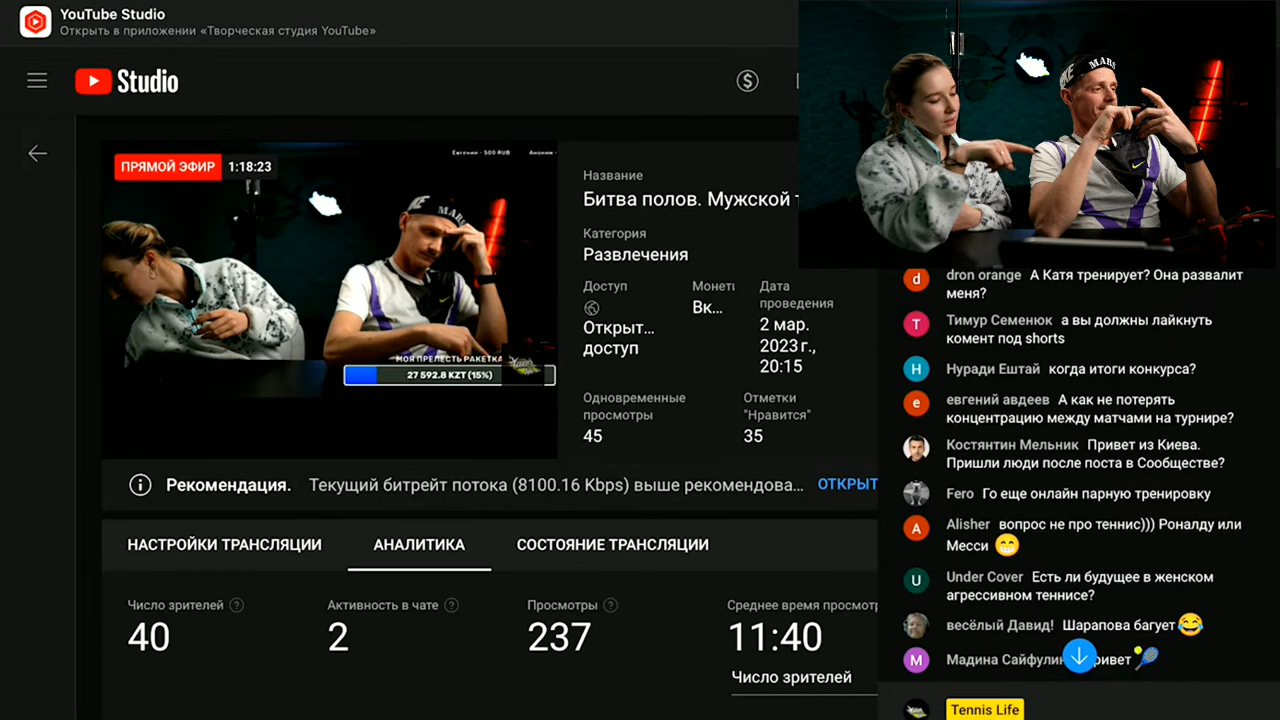 YouTube Studio
Открыть в приложении «Творческая студия YouTube»
Studio
ПРЯМОЙ ЭФИР 1:18:23
Евгения - 500 RUB
MARS
МОЯ ПРЕЛЕСТЬ РАКЕТКА
27 592.8 KZT (15%)
Название
Битва полов. Мужской т
Категория
Развлечения
Доступ
Открыт...
доступ
Монети
Вк...
Дата
проведения
2 мар.
2023 г.,
20:15
Одновременные
просмотры
45
Отметки
"Нравится"
35
Рекомендация. Текущий битрейт потока (8100.16 Kbps) выше рекомендова... ОТКРЫТ
НАСТРОЙКИ ТРАНСЛЯЦИИ АНАЛИТИКА СОСТОЯНИЕ ТРАНСЛЯЦИИ
Число зрителей
40
Активность в чате
2
Просмотры
237
Среднее время просмотр
11:40
Число зрителей
MARS
dron orange А Катя тренирует? Она развалит
меня?
Тимур Семенюк а вы должны лайкнуть
комент под shorts
Нуради Ештай когда итоги конкурса?
евгений авдеев А как не потерять
концентрацию между матчами на турнире?
Костянтин Мельник Привет из Киева.
Пришли люди после поста в Сообществе?
Fero Го еще онлайн парную тренировку
Alisher вопрос не про теннис))) Роналду или
Месси 😁
Under Cover Есть ли будущее в женском
агрессивном теннисе?
весёлый Давид! Шарапова багует😂
Мадина Сайфулин ривет 🎾
Tennis Life